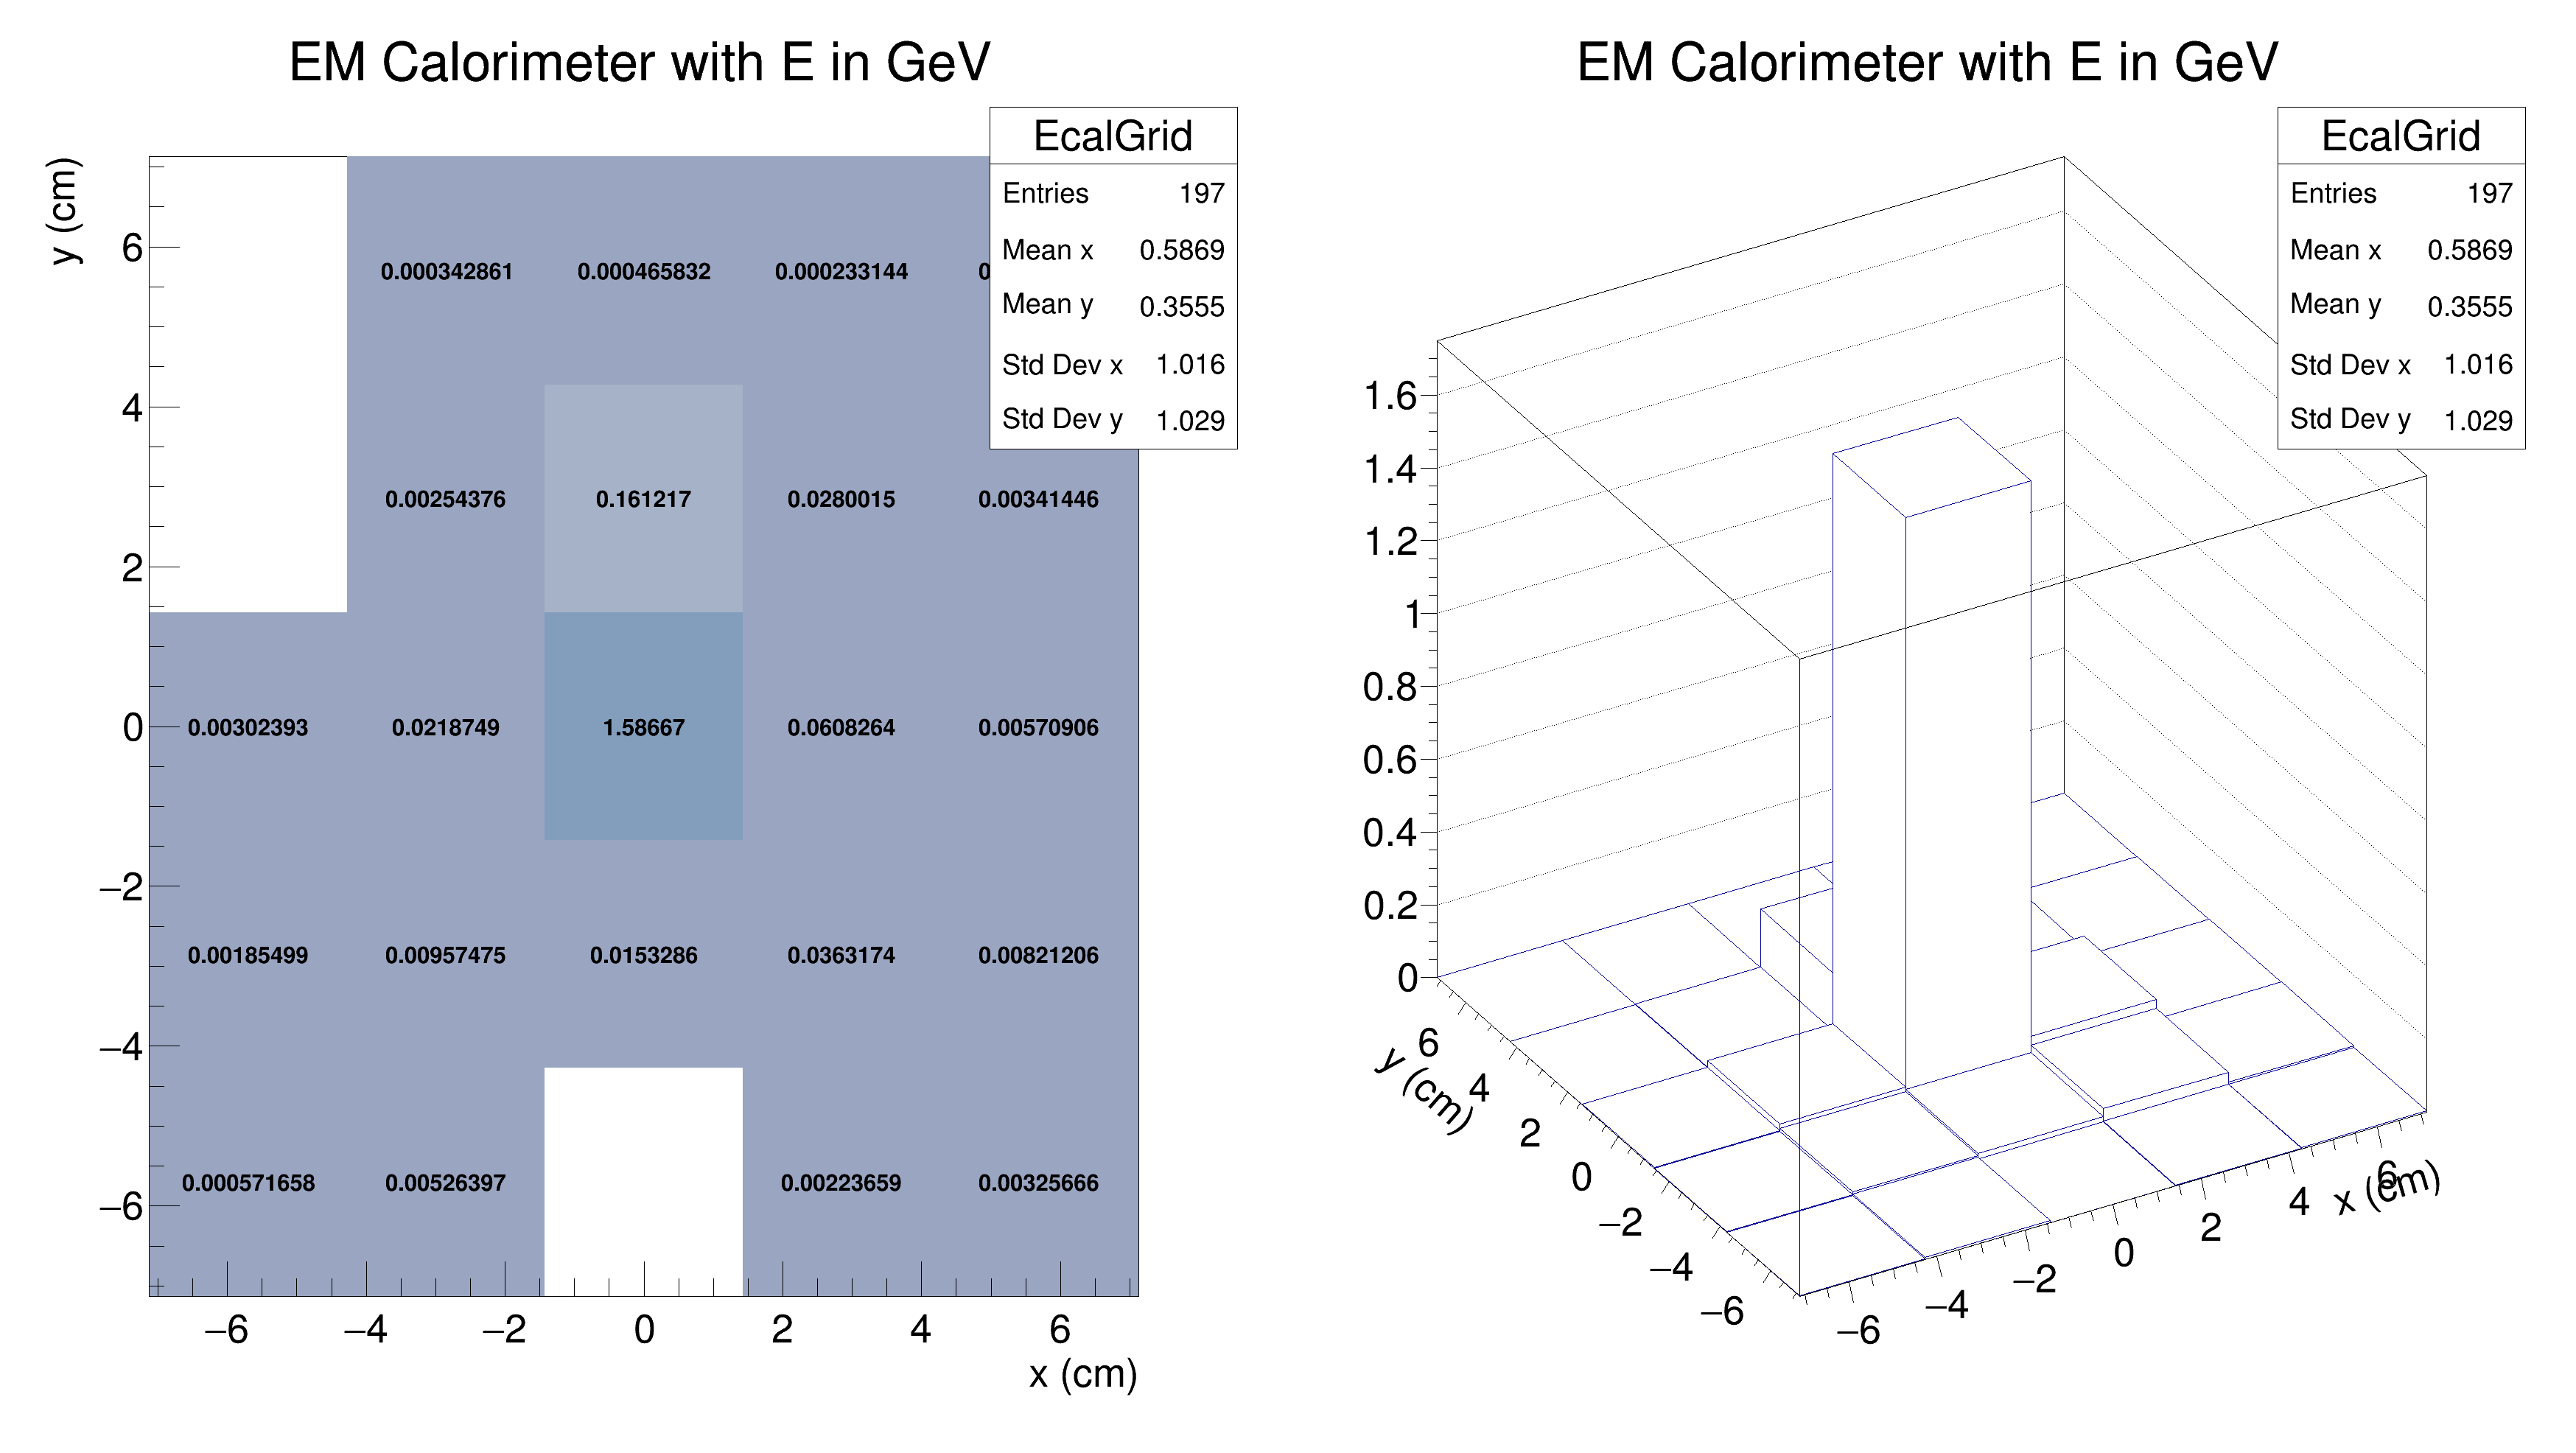 EM Calorimeter with E in GeV
EcalGrid
Entries 197
Mean x 0.5869
Mean y 0.3555
Std Dev x 1.016
Std Dev y 1.029
y (cm)
6
4
2
0
−2
−4
−6
0.000342861 0.000465832 0.000233144
0.00254376 0.161217 0.0280015 0.00341446
0.00302393 0.0218749 1.58667 0.0608264 0.00570906
0.00185499 0.00957475 0.0153286 0.0363174 0.00821206
0.000571658 0.00526397 0.00223659 0.00325666
−6 −4 −2 0 2 4 6
x (cm)
EM Calorimeter with E in GeV
EcalGrid
Entries 197
Mean x 0.5869
Mean y 0.3555
Std Dev x 1.016
Std Dev y 1.029
1.6
1.4
1.2
1
0.8
0.6
0.4
0.2
0
y (cm)
6
4
2
0
−2
−4
−6
−6 −4 −2 0 2 4 6
x (cm)